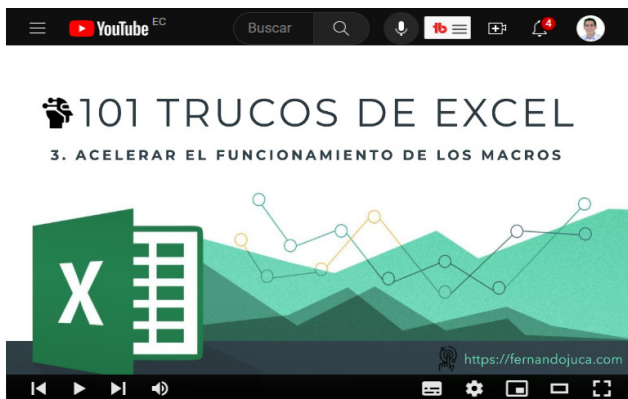 YouTube EC
Buscar
4
101 TRUCOS DE EXCEL
3. ACELERAR EL FUNCIONAMIENTO DE LOS MACROS
X
https://fernandojuca.com